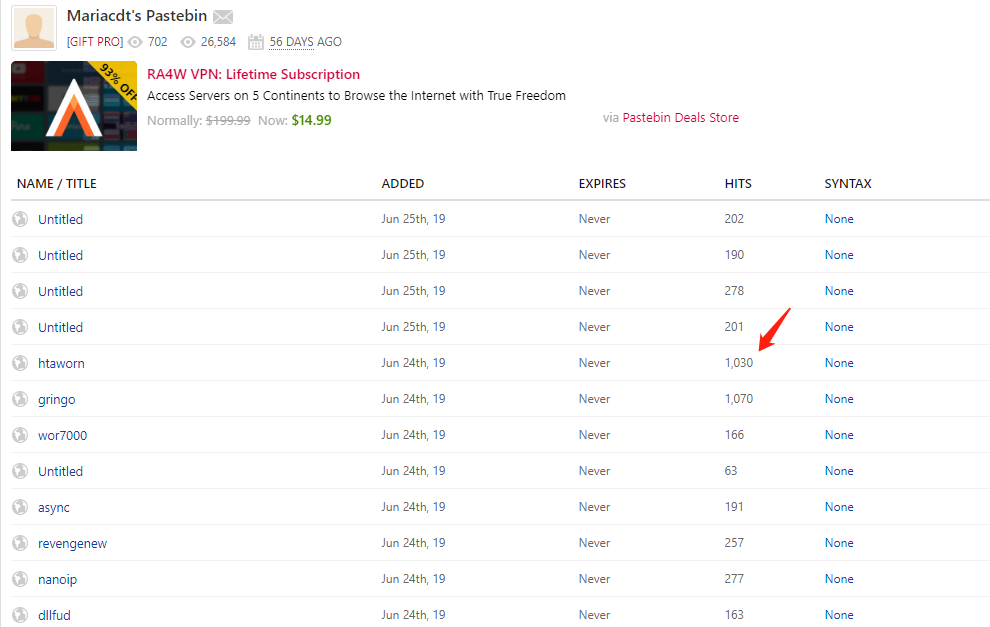 Mariacdt's Pastebin
[GIFT PRO] 702 26,584 56 DAYS AGO
93% OFF
RA4W VPN: Lifetime Subscription
Access Servers on 5 Continents to Browse the Internet with True Freedom
Normally: $199.99 Now: $14.99
via Pastebin Deals Store
NAME / TITLE ADDED EXPIRES HITS SYNTAX
Untitled Jun 25th, 19 Never 202 None
Untitled Jun 25th, 19 Never 190 None
Untitled Jun 25th, 19 Never 278 None
Untitled Jun 25th, 19 Never 201 None
htaworn Jun 24th, 19 Never 1,030 None
gringo Jun 24th, 19 Never 1,070 None
wor7000 Jun 24th, 19 Never 166 None
Untitled Jun 24th, 19 Never 63 None
async Jun 24th, 19 Never 191 None
revengenew Jun 24th, 19 Never 257 None
nanoip Jun 24th, 19 Never 277 None
dllfud Jun 24th, 19 Never 163 None